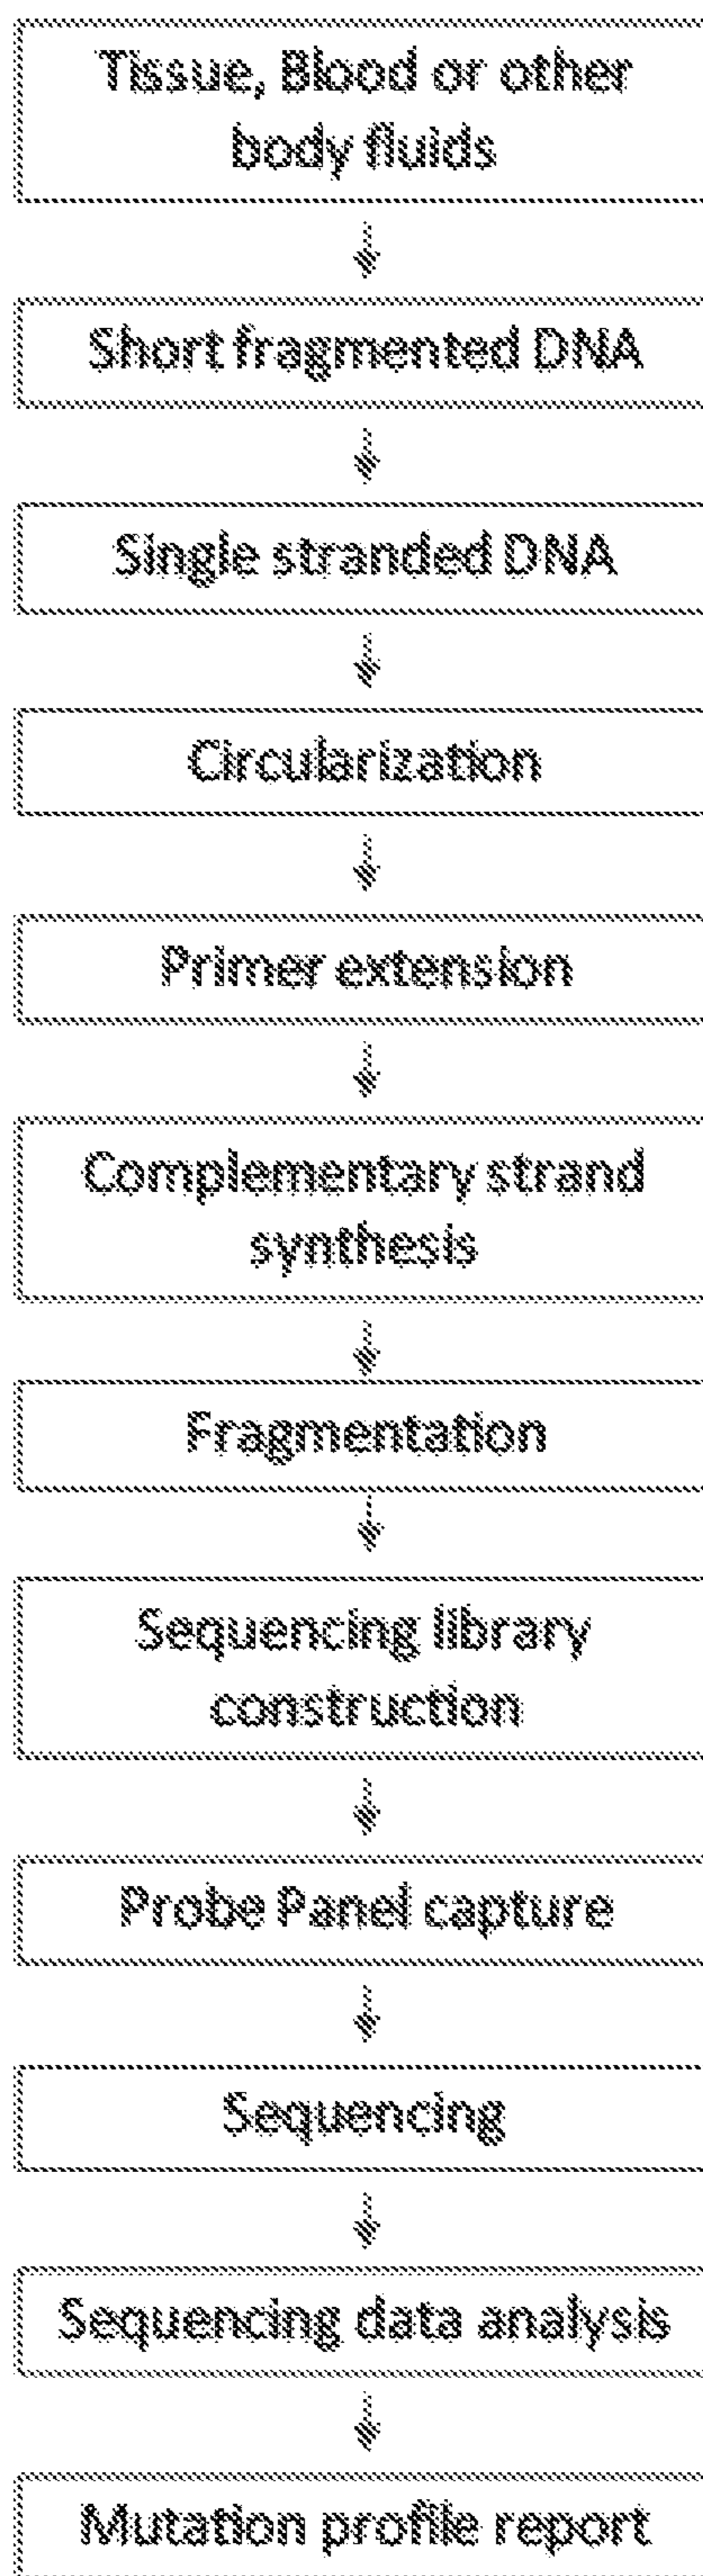 Tissue, Blood or other
body fluids
Short fragmented DNA
Single stranded DNA
Circularization
Primer extension
Complementary strand
synthesis
Fragmentation
Sequencing library
construction
Probe Panel capture
Sequencing
Sequencing data analysis
Mutation profile report